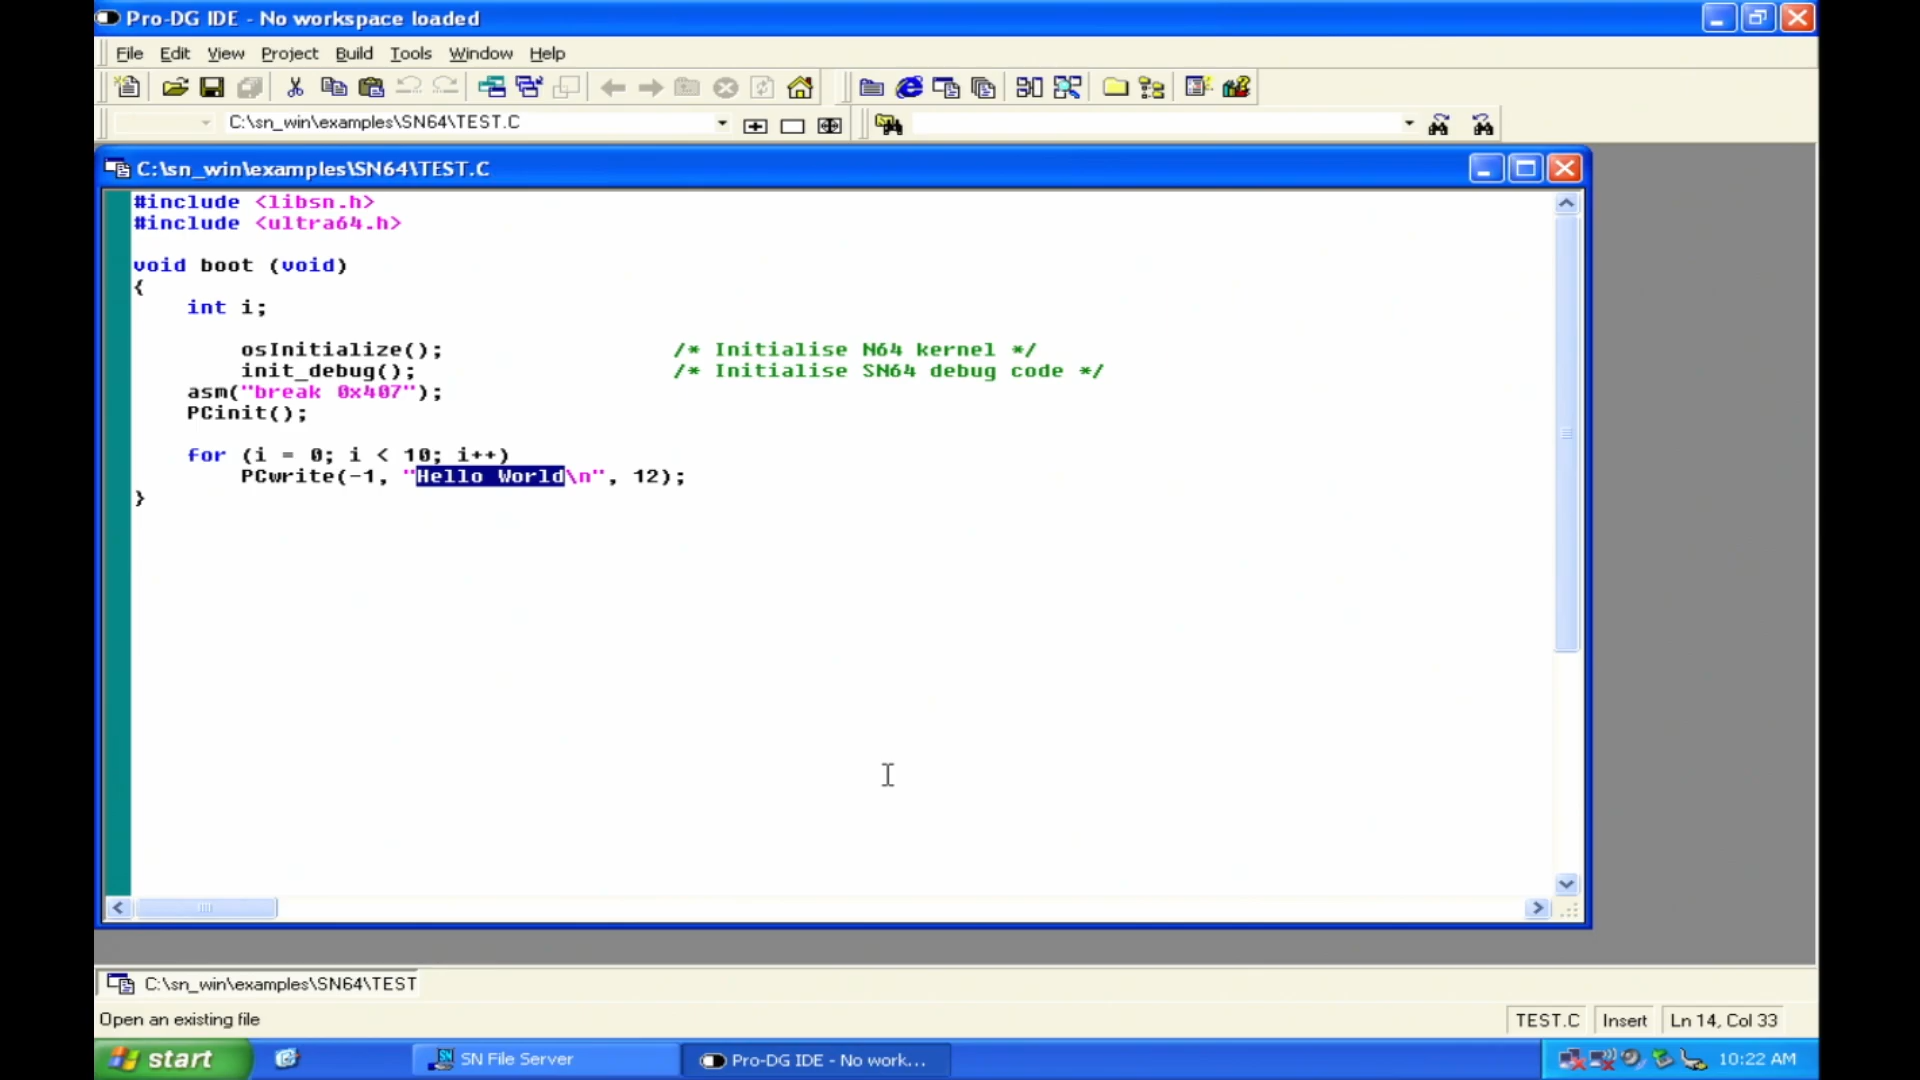 Pro-DG IDE - No workspace loaded
File Edit View Project Build Tools Window Help
C:\sn_win\examples\SN64\TEST.C
C:\sn_win\examples\SN64\TEST.C
#include <libsn.h>
#include <ultra64.h>
void boot (void)
{
int i;
osInitialize(); /* Initialise N64 kernel */
init_debug(); /* Initialise SN64 debug code */
asm("break 0x407");
PCinit();
for (i = 0; i < 10; i++)
PCwrite(-1, "Hello World\n", 12);
}
C:\sn_win\examples\SN64\TEST
Open an existing file TEST.C Insert Ln 14, Col 33
start SN File Server Pro-DG IDE - No work... 10:22 AM